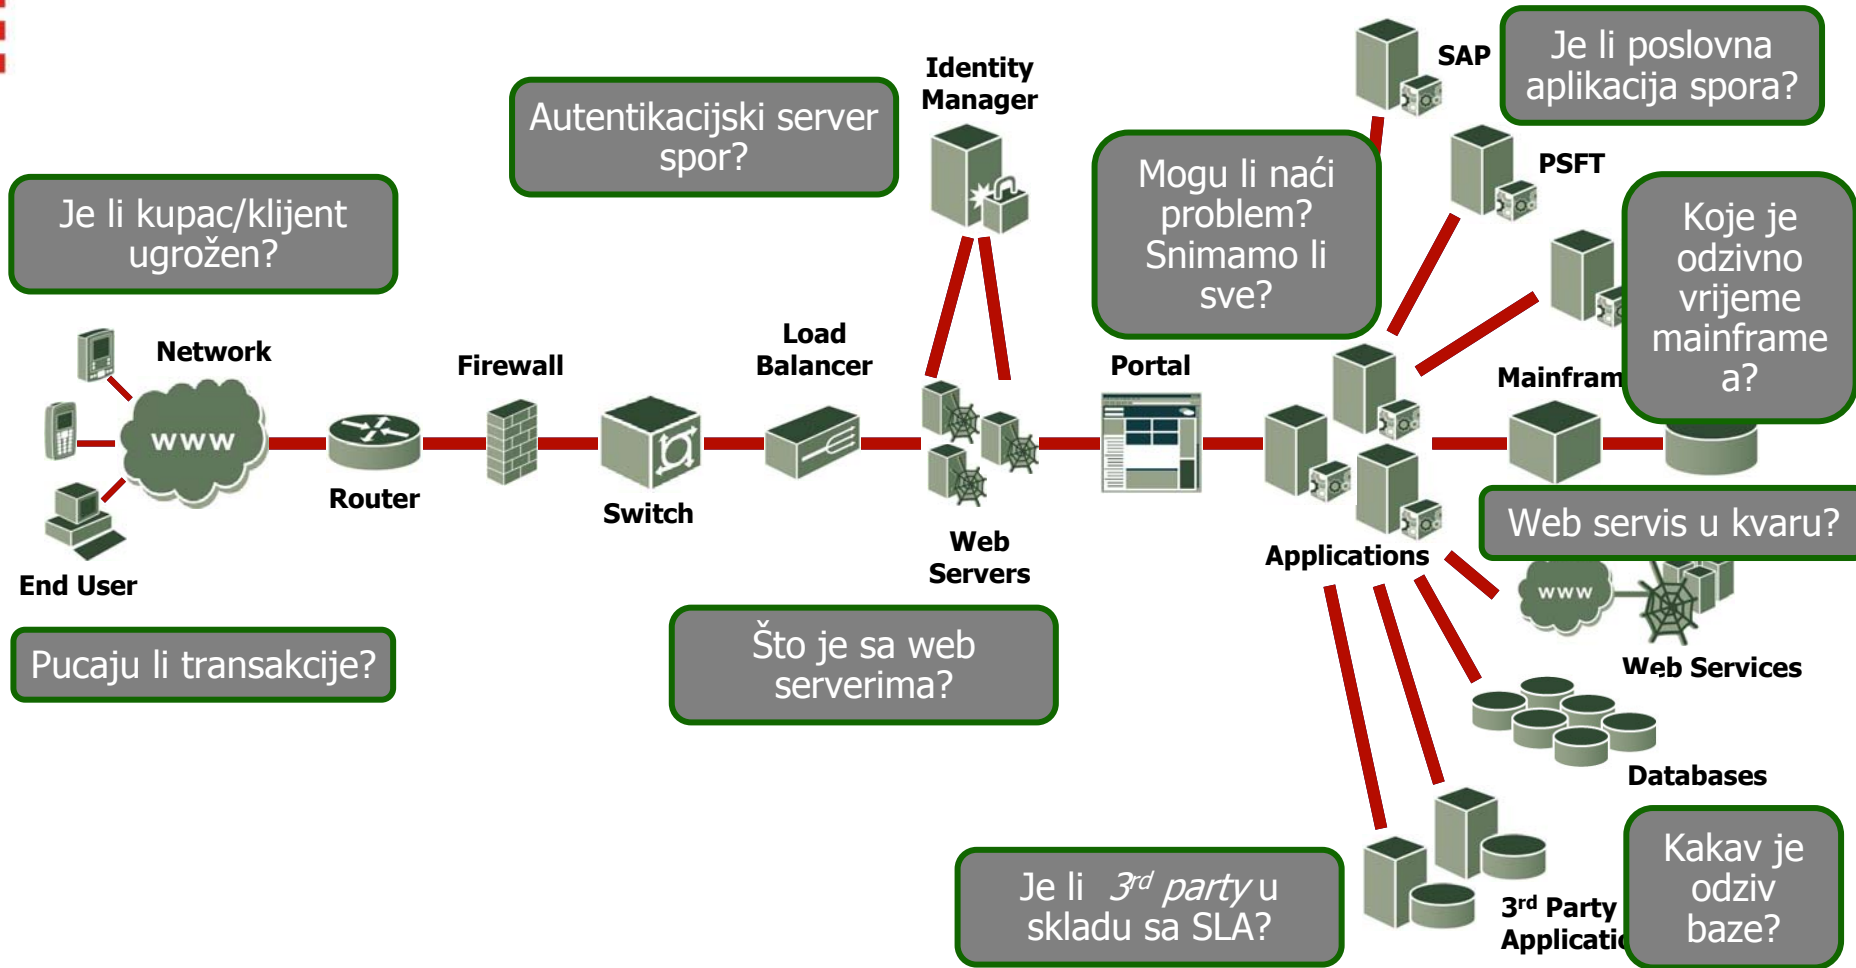 SAP
Je li poslovna
aplikacija spora?
Identity
Manager
Autentikacijski server
spor?
Mogu li naći
problem?
Snimamo li
sve?
PSFT
Je li kupac/klijent
ugrožen?
Koje je
odzivno
vrijeme
mainframe
a?
Network
Firewall
Load
Balancer
Portal
Mainfram
www
Router
Switch
Web
Servers
Applications
Web servis u kvaru?
End User
www
Pucaju li transakcije?
Što je sa web
serverima?
Web Services
Databases
Je li 3rd party u
skladu sa SLA?
3rd Party
Applicatio
Kakav je
odziv
baze?